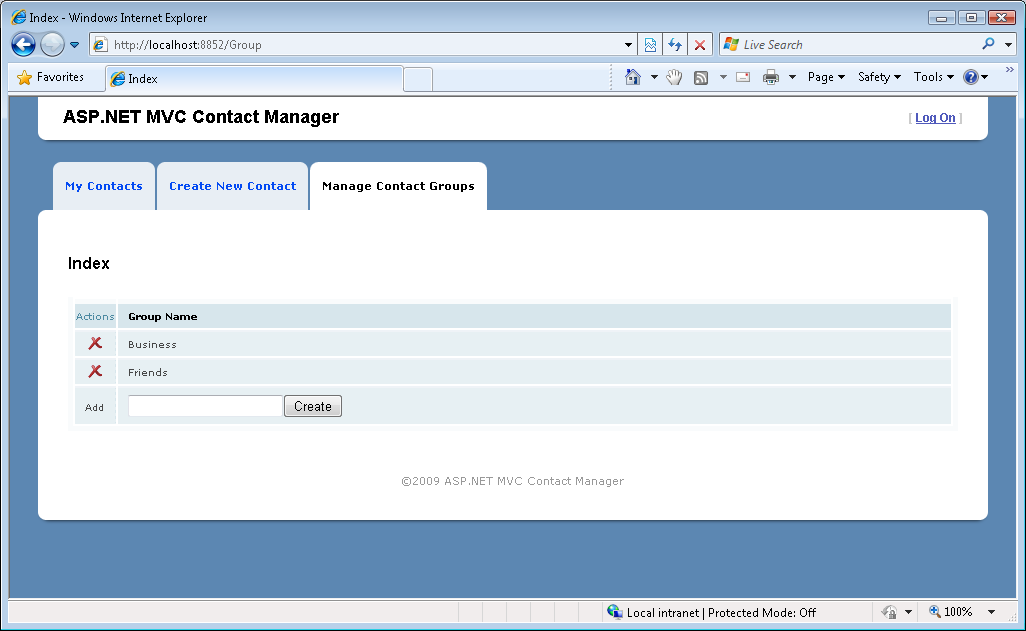 Index - Windows Internet Explorer
http://localhost:8852/Group
Live Search
Favorites
Index
Page
Safety
Tools
ASP.NET MVC Contact Manager
[ Log On ]
My Contacts
Create New Contact
Manage Contact Groups
Index
Actions Group Name
Business
Friends
Add Create
©2009 ASP.NET MVC Contact Manager
Local intranet | Protected Mode: Off
100%